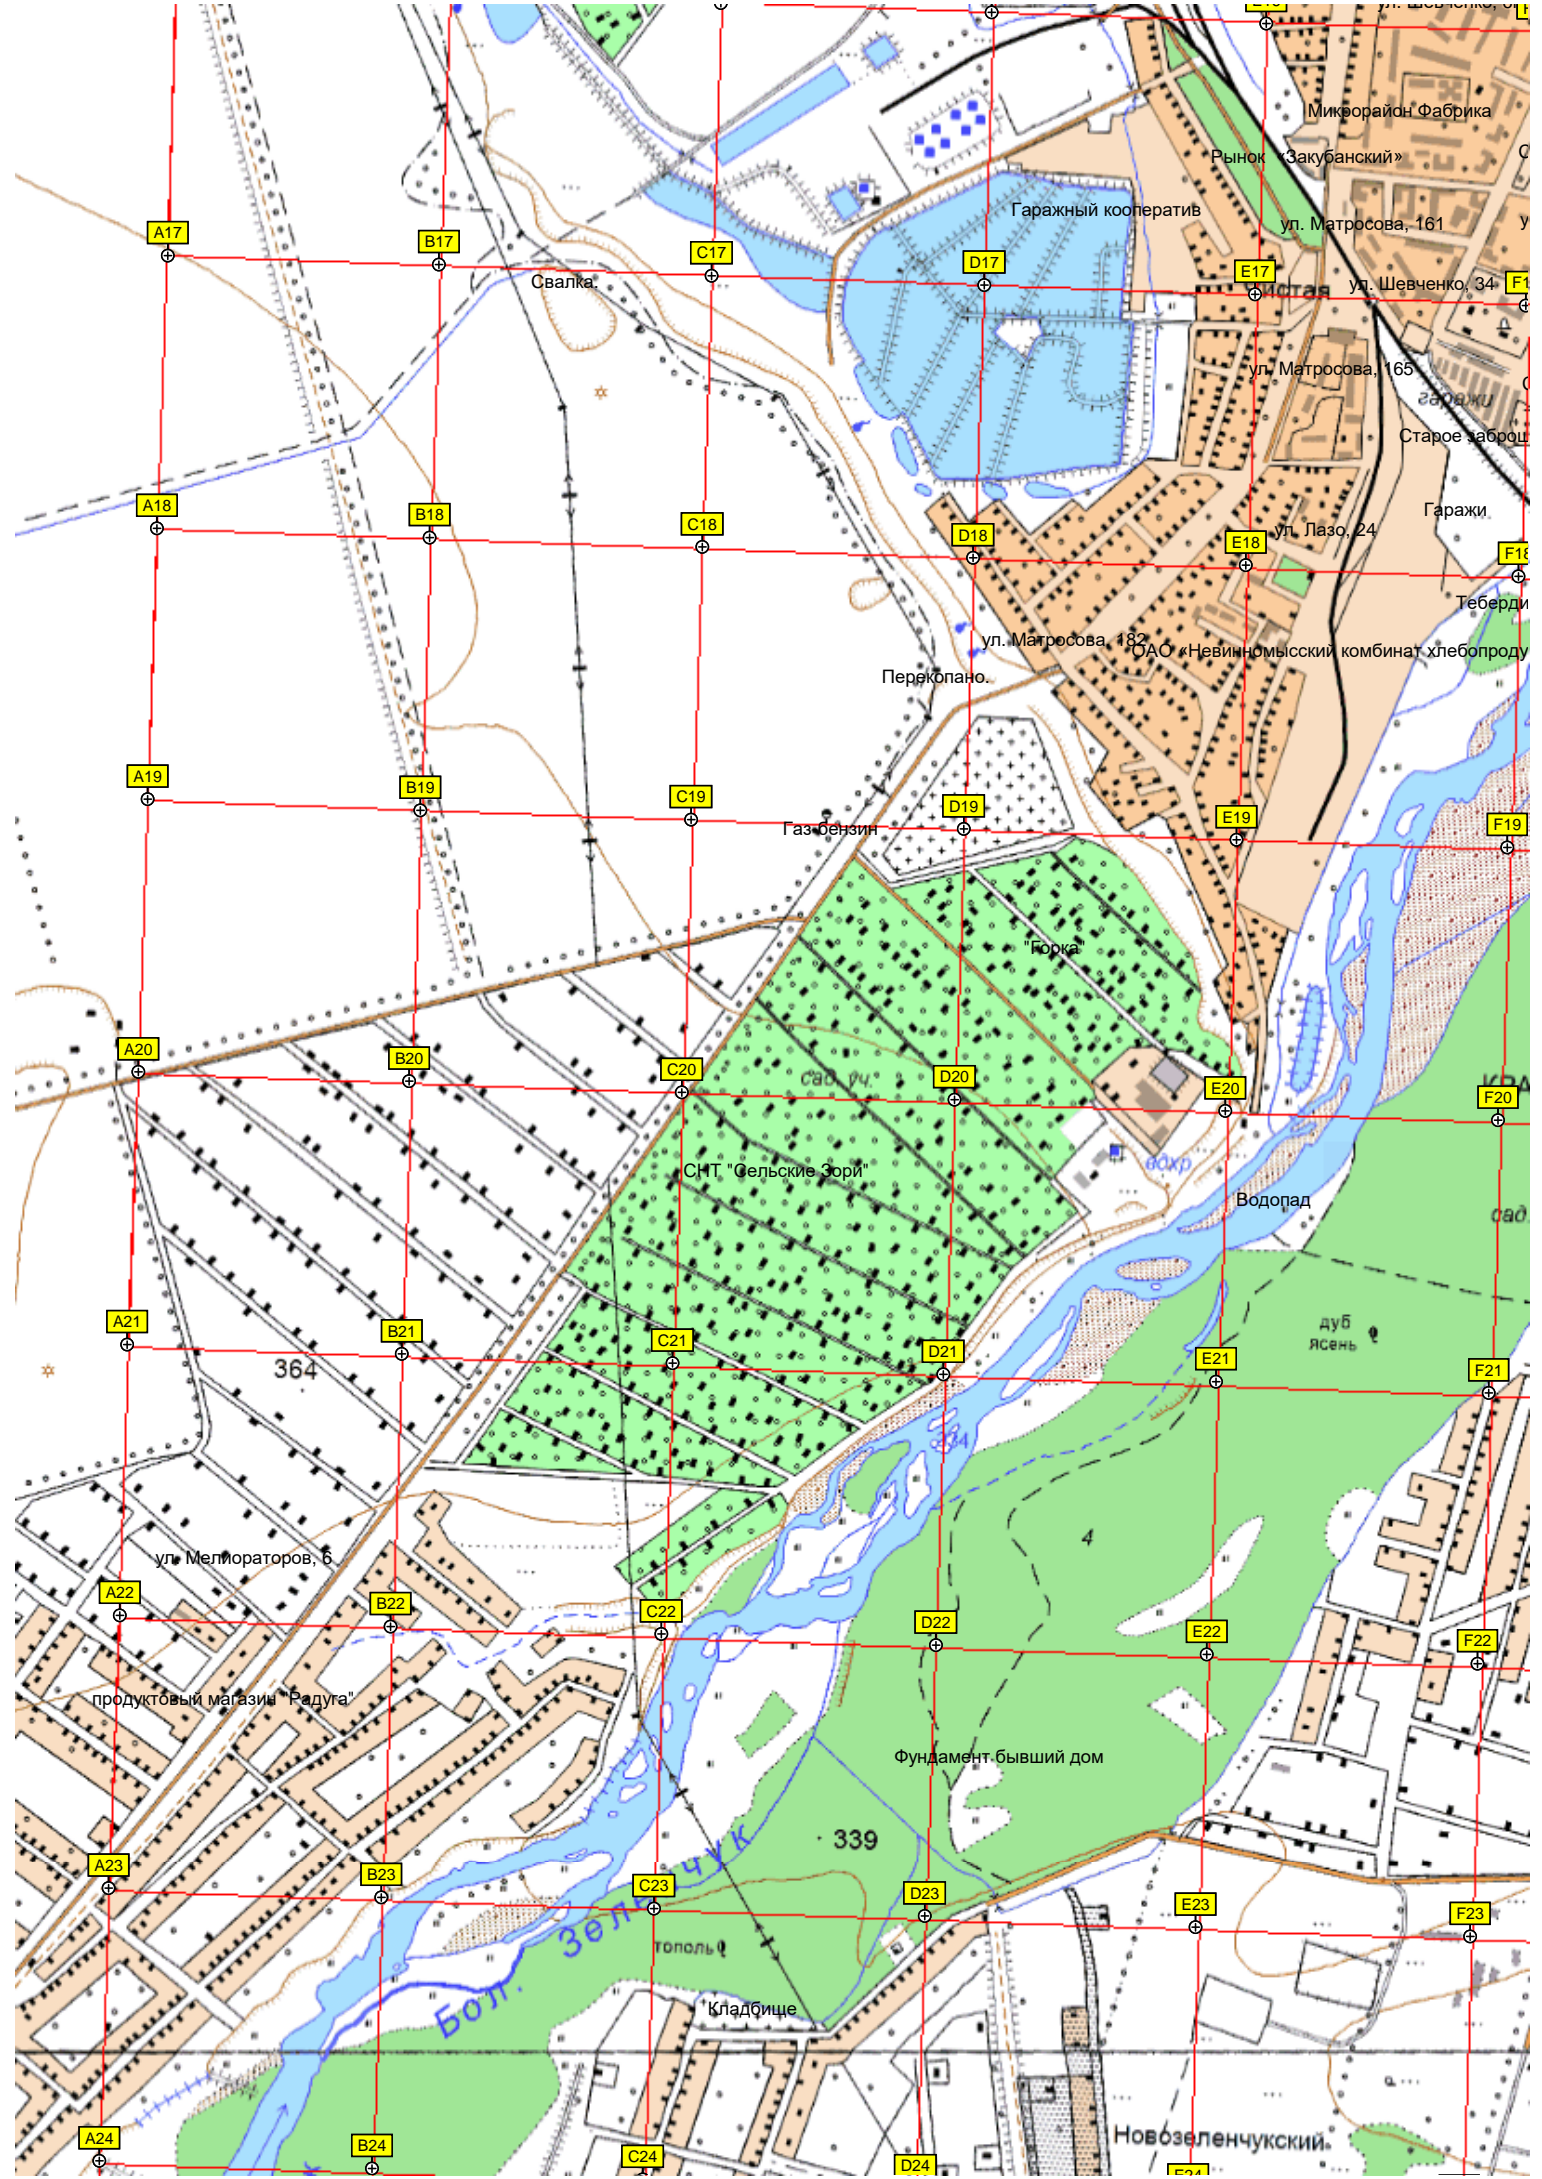 Микрорайон Фабрика
Рынок «Закубанский»
Гаражный кооператив
ул. Матросова, 161
A17
B17
C17
D17
E17
Свалка.
ул. Шевченко, 34
ул. Матросова, 165
гаражи
A18
B18
C18
D18
E18
F18
Гаражи
ул. Лазо, 24
ул. Матросова, 182
ОАО «Невинномысский комбинат хлебопроду
Перекопано.
A19
B19
C19
D19
E19
F19
Газ-бензин
"Горка"
A20
B20
C20
D20
E20
F20
сад. уч.
СНТ "Сельские Зори"
вдхр
Водопад
сад.
A21
B21
C21
D21
E21
F21
364
дуб
ясень
334
4
ул. Мелиораторов, 6
A22
B22
C22
D22
E22
F22
продуктовый магазин "Радуга"
Фундамент бывший дом
339
A23
B23
C23
D23
E23
F23
Бол. Зеленчук
тополь
Кладбище
Новозеленчукский
A24
B24
C24
D24
E24